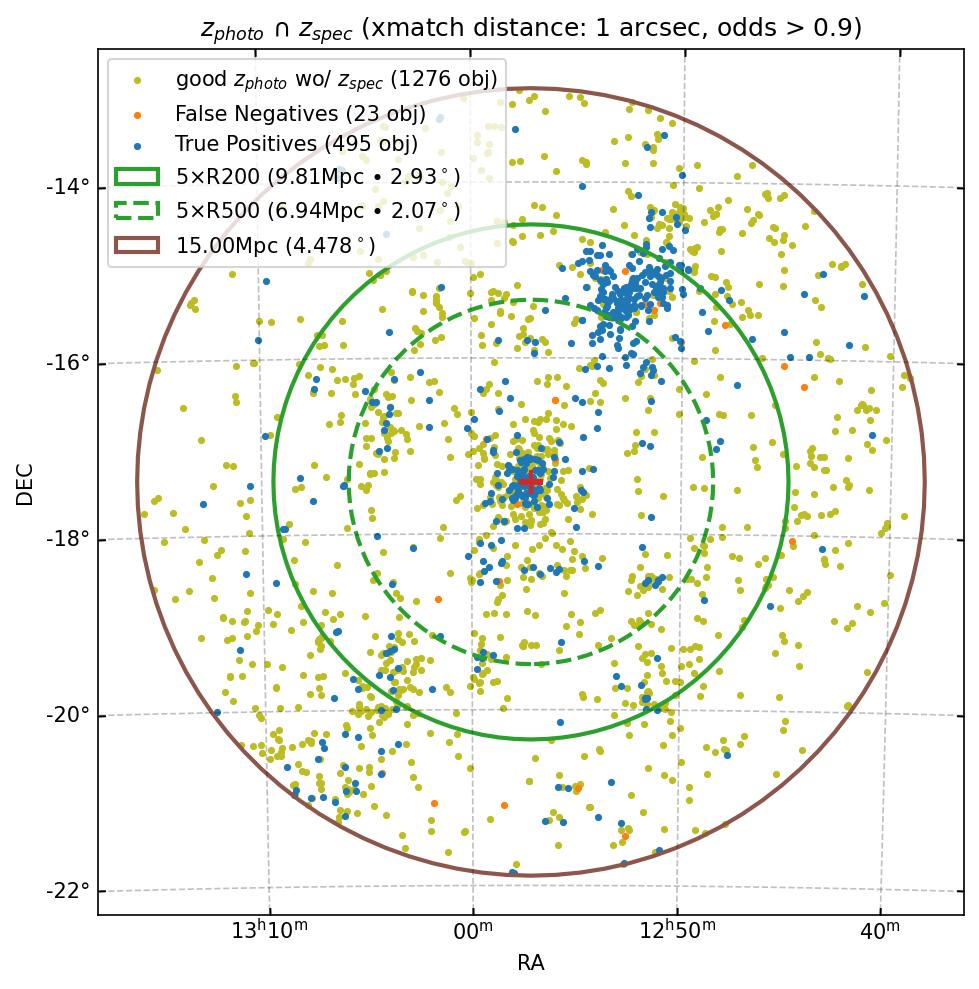 z_photo ∩ z_spec (xmatch distance: 1 arcsec, odds > 0.9)
good z_photo wo/ z_spec (1276 obj)
False Negatives (23 obj)
True Positives (495 obj)
5×R200 (9.81Mpc • 2.93°)
5×R500 (6.94Mpc • 2.07°)
15.00Mpc (4.478°)
-14°
-16°
-18°
-20°
-22°
DEC
13ʰ10ᵐ 00ᵐ 12ʰ50ᵐ 40ᵐ
RA